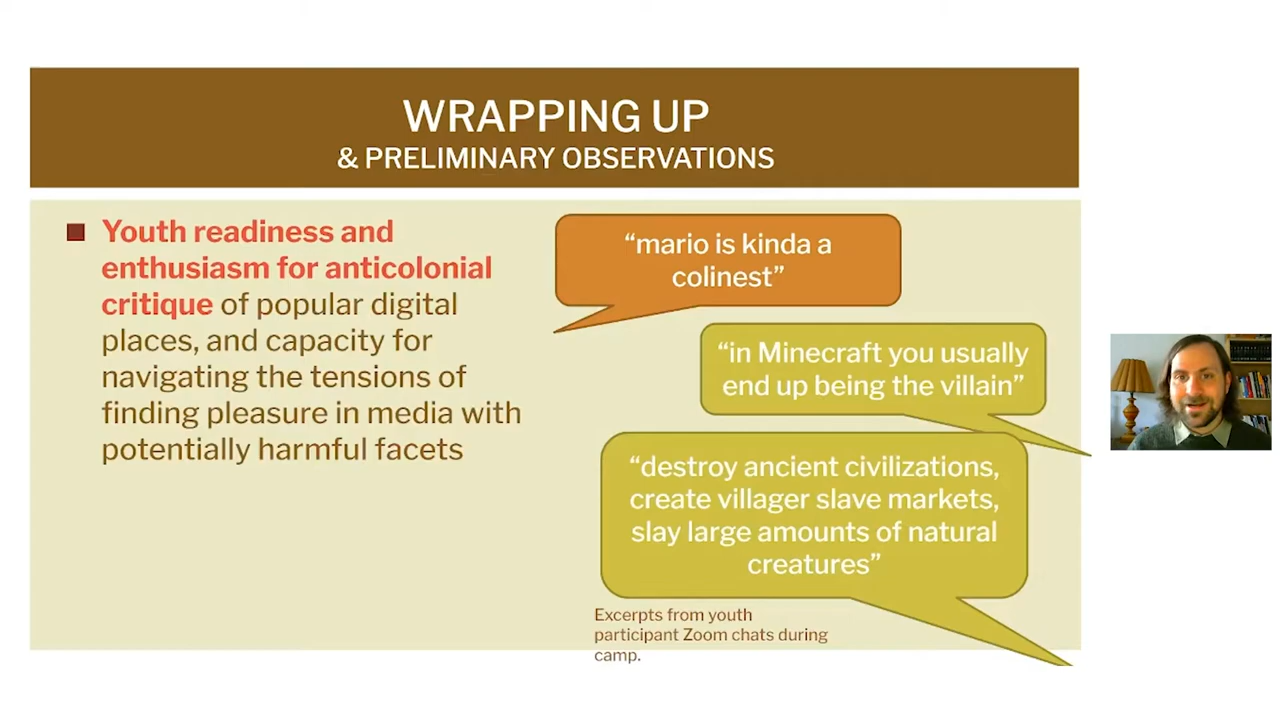 WRAPPING UP
& PRELIMINARY OBSERVATIONS
Youth readiness and
enthusiasm for anticolonial
critique of popular digital
places, and capacity for
navigating the tensions of
finding pleasure in media with
potentially harmful facets
“mario is kinda a
colinest”
“in Minecraft you usually
end up being the villain”
“destroy ancient civilizations,
create villager slave markets,
slay large amounts of natural
creatures”
Excerpts from youth
participant Zoom chats during
camp.